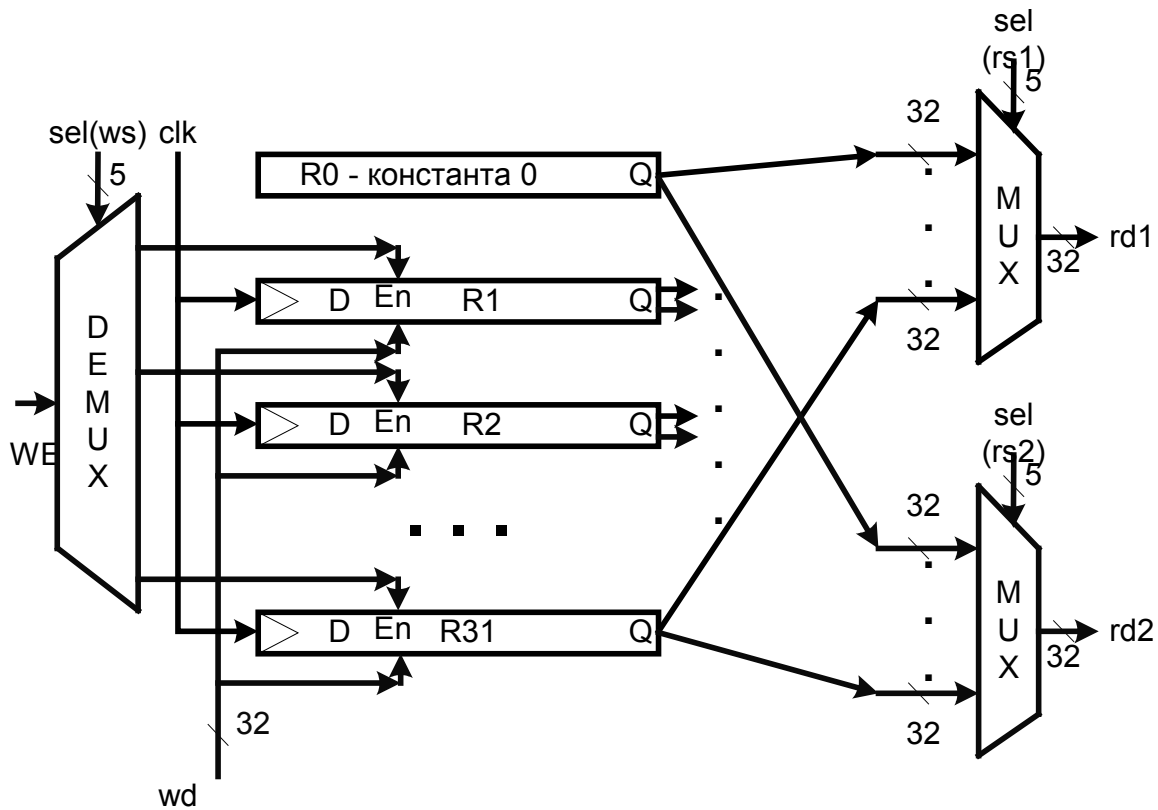 sel
(rs1)
5
32
sel(ws) clk
5
R0 - константа 0 Q
M
U
X
rd1
32
D En R1 Q
32
D
E
M
U
X
WE
D En R2 Q
sel
(rs2)
5
32
. . .
M
U
X
rd2
32
D En R31 Q
32
32
wd